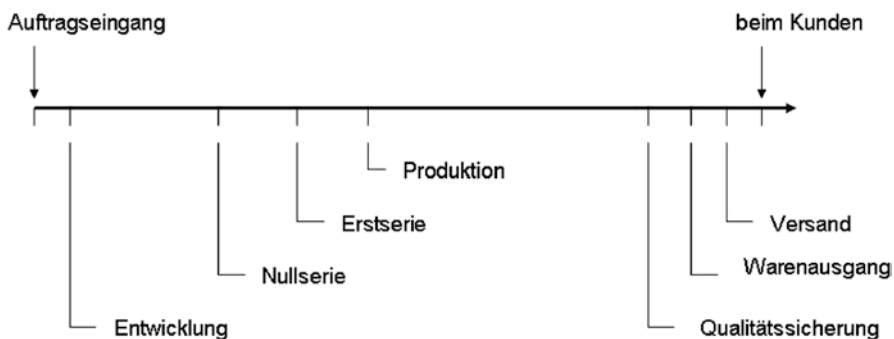 Auftragseingang
beim Kunden
Produktion
Erstserie
Versand
Nullserie
Warenausgang
Entwicklung
Qualitätssicherung